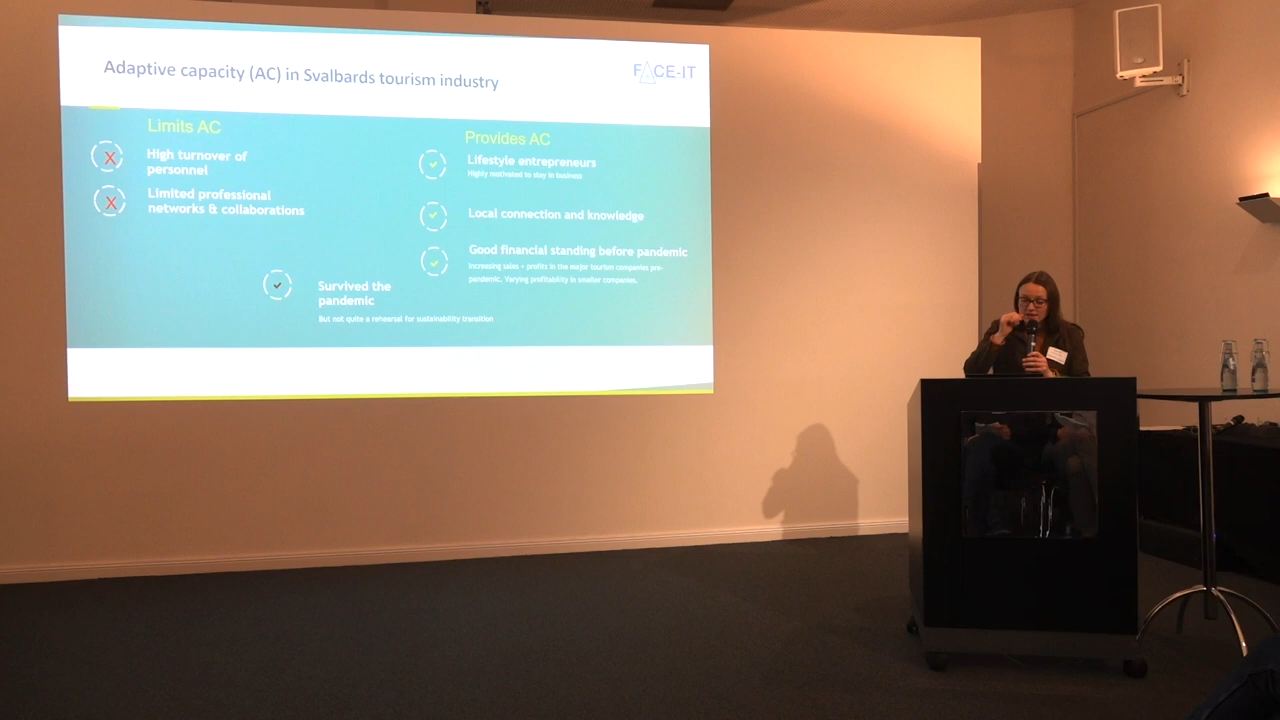 Adaptive capacity (AC) in Svalbards tourism industry
FACE-IT
Limits AC
X
High turnover of
personnel
X
Limited professional
networks & collaborations
Provides AC
Lifestyle entrepreneurs
Highly motivated to stay in business
Local connection and knowledge
Good financial standing before pandemic
Increasing sales + profits in the major tourism companies pre-
pandemic. Varying profitability in smaller companies.
Survived the
pandemic
But not quite a rehearsal for sustainability transition